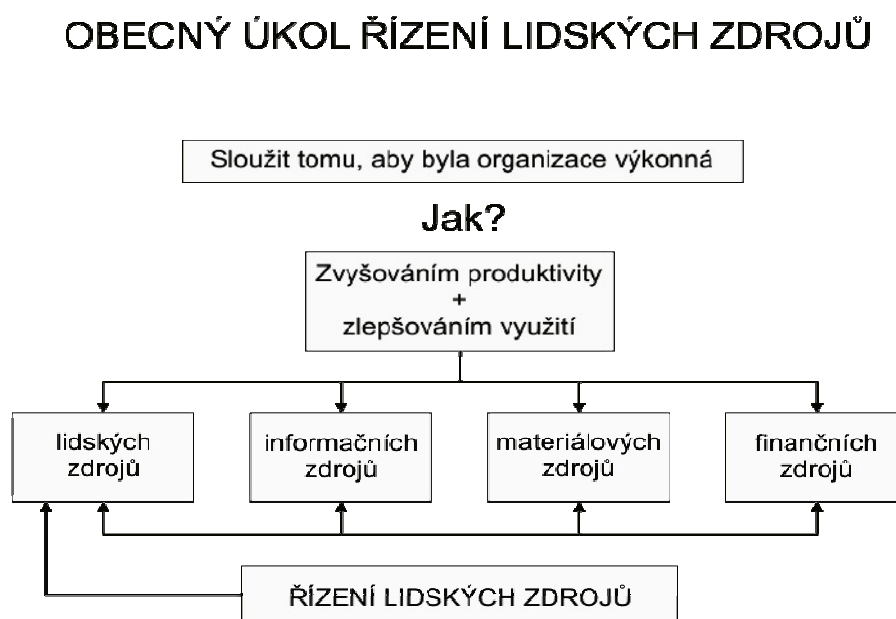 OBECNÝ ÚKOL ŘÍZENÍ LIDSKÝCH ZDROJŮ
Sloužit tomu, aby byla organizace výkonná
Jak?
Zvyšováním produktivity
+
zlepšováním využití
lidských
zdrojů
informačních
zdrojů
materiálových
zdrojů
finančních
zdrojů
ŘÍZENÍ LIDSKÝCH ZDROJŮ